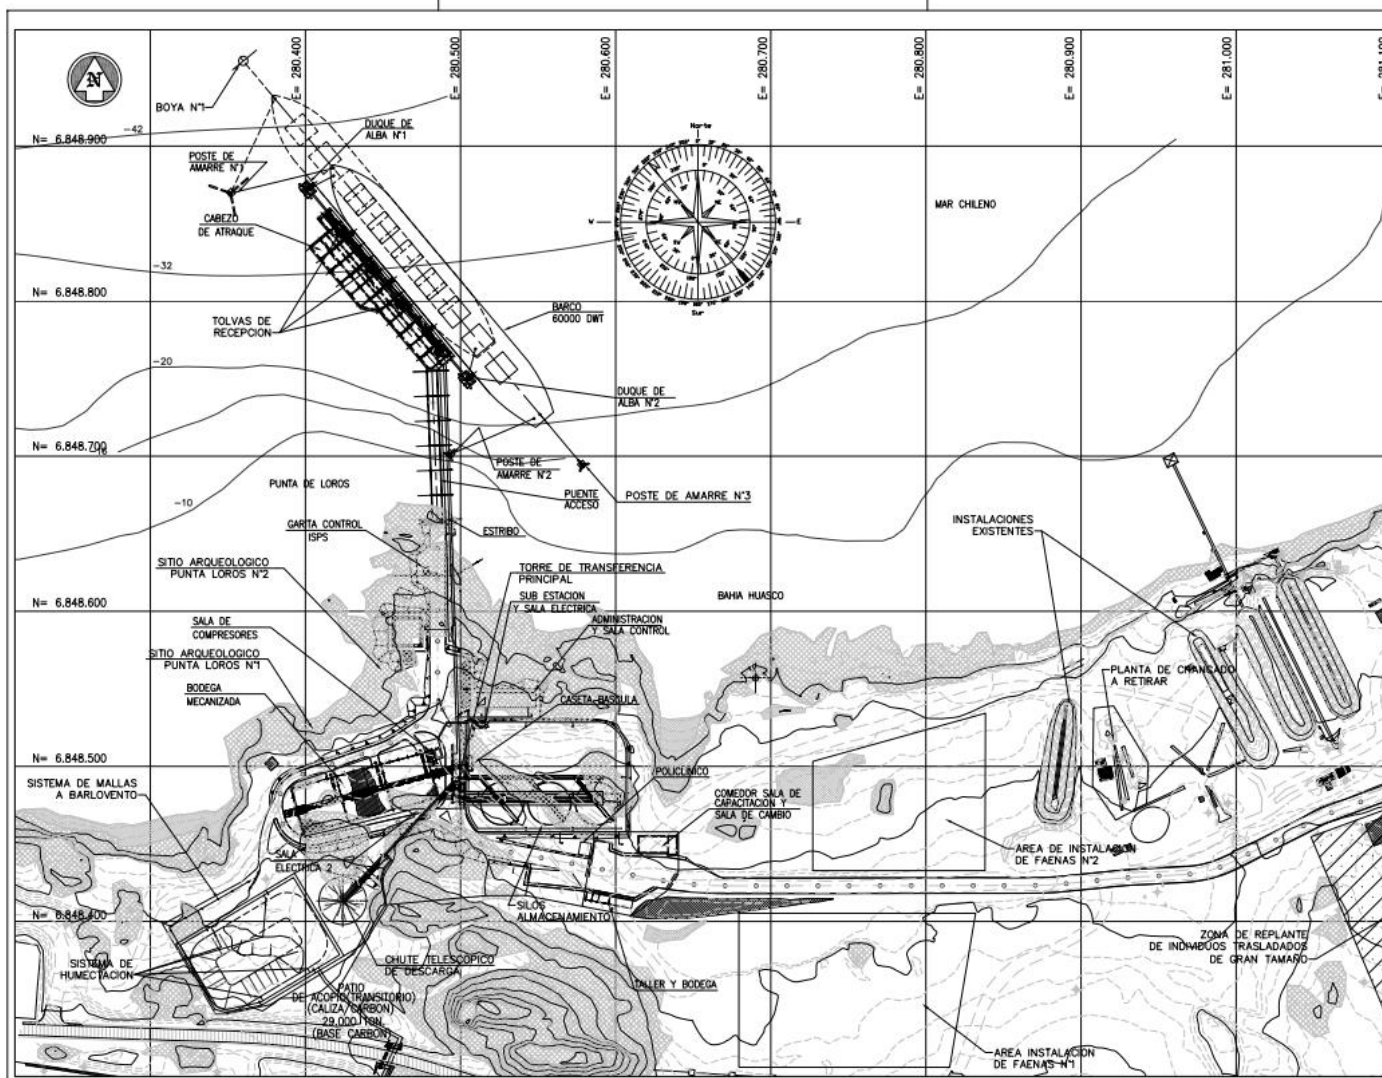 E= 280.400
E= 280.500
E= 280.600
E= 280.700
E= 280.800
E= 280.900
E= 281.000
N
BOYA N°1
N= 6.848.900
-42
DUQUE DE
ALBA N°1
POSTE DE
AMARRE N°1
CABEZO
DE ATRAQUE
Norte
W
E
Sur
MAR CHILENO
-32
N= 6.848.800
TOLVAS DE
RECEPCION
BARCO
60000 DWT
-20
DUQUE DE
ALBA N°2
N= 6.848.700
POSTE DE
AMARRE N°2
PUNTA DE LOROS
-10
PUENTE
ACCESO
POSTE DE AMARRE N°3
GARITA CONTROL
ISPS
ESTRIBO
INSTALACIONES
EXISTENTES
SITIO ARQUEOLOGICO
PUNTA LOROS N°2
TORRE DE TRANSFERENCIA
PRINCIPAL
SUB ESTACION
Y SALA ELECTRICA
BAHIA HUASCO
N= 6.848.600
SALA DE
COMPRESORES
ADMINISTRACION
Y SALA CONTROL
SITIO ARQUEOLOGICO
PUNTA LOROS N°1
PLANTA DE CHANCADO
A RETIRAR
BODEGA
MECANIZADA
CASETA BASCULA
N= 6.848.500
POLICLINICO
SISTEMA DE MALLAS
A BARLOVENTO
COMEDOR SALA DE
CAPACITACION Y
SALA DE CAMBIO
SALA
ELECTRICA 2
AREA DE INSTALACION
DE FAENAS N°2
SILOS
ALMACENAMIENTO
N= 6.848.400
ZONA DE REPLANTE
DE INDIVIDUOS TRASLADADOS
DE GRAN TAMAÑO
SISTEMA DE
HUMECTACION
CHUTE TELESCOPICO
DE DESCARGA
TALLER Y BODEGA
PATIO
DE ACOPIO(TRANSITORIO)
(CALIZA/CARBON)
29.000 TON
(BASE CARBON)
AREA INSTALACION
DE FAENAS N°1